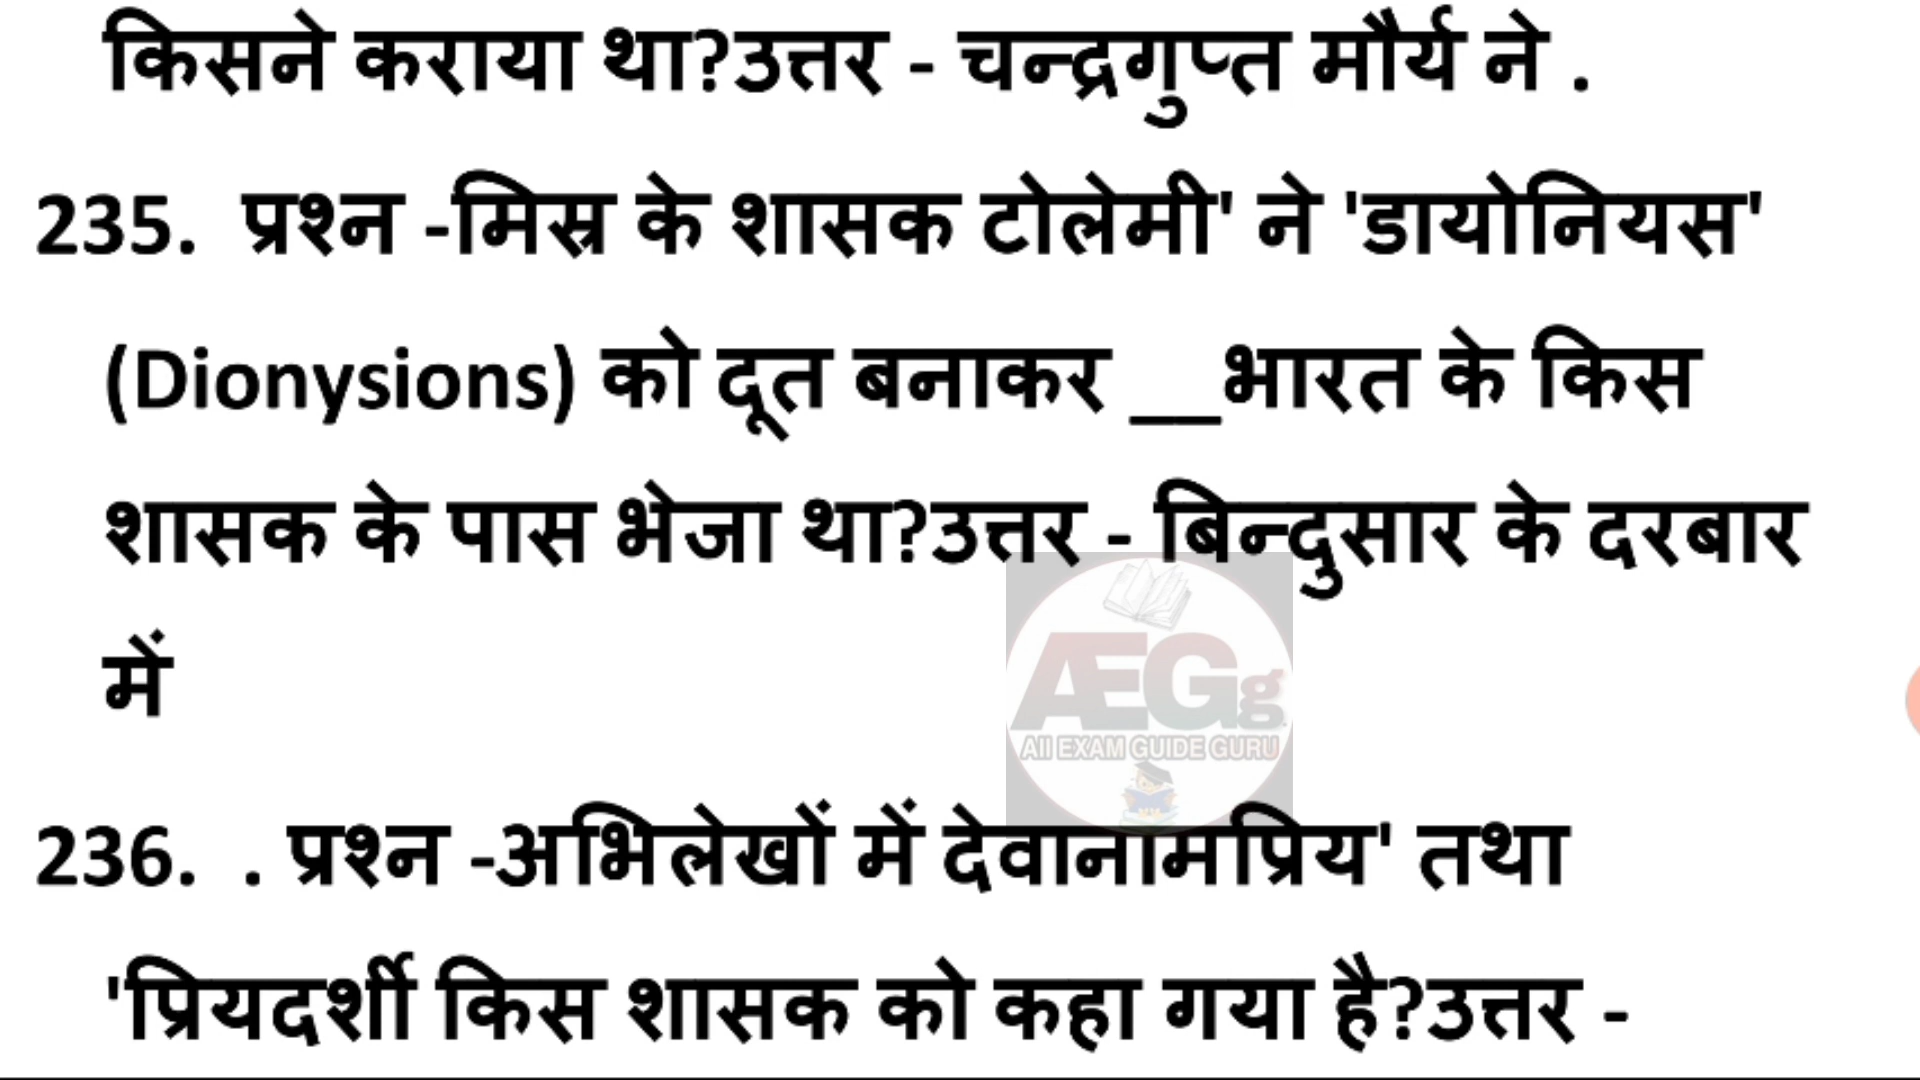 किसने कराया था?उत्तर - चन्द्रगुप्त मौर्य ने .
235. प्रश्न -मिस्र के शासक टोलेमी' ने 'डायोनियस'
(Dionysions) को दूत बनाकर __भारत के किस
शासक के पास भेजा था?उत्तर - बिन्दुसार के दरबार
में
ÆGg
All EXAM GUIDE GURU
236. . प्रश्न -अभिलेखों में देवानामप्रिय' तथा
'प्रियदर्शी किस शासक को कहा गया है?उत्तर -